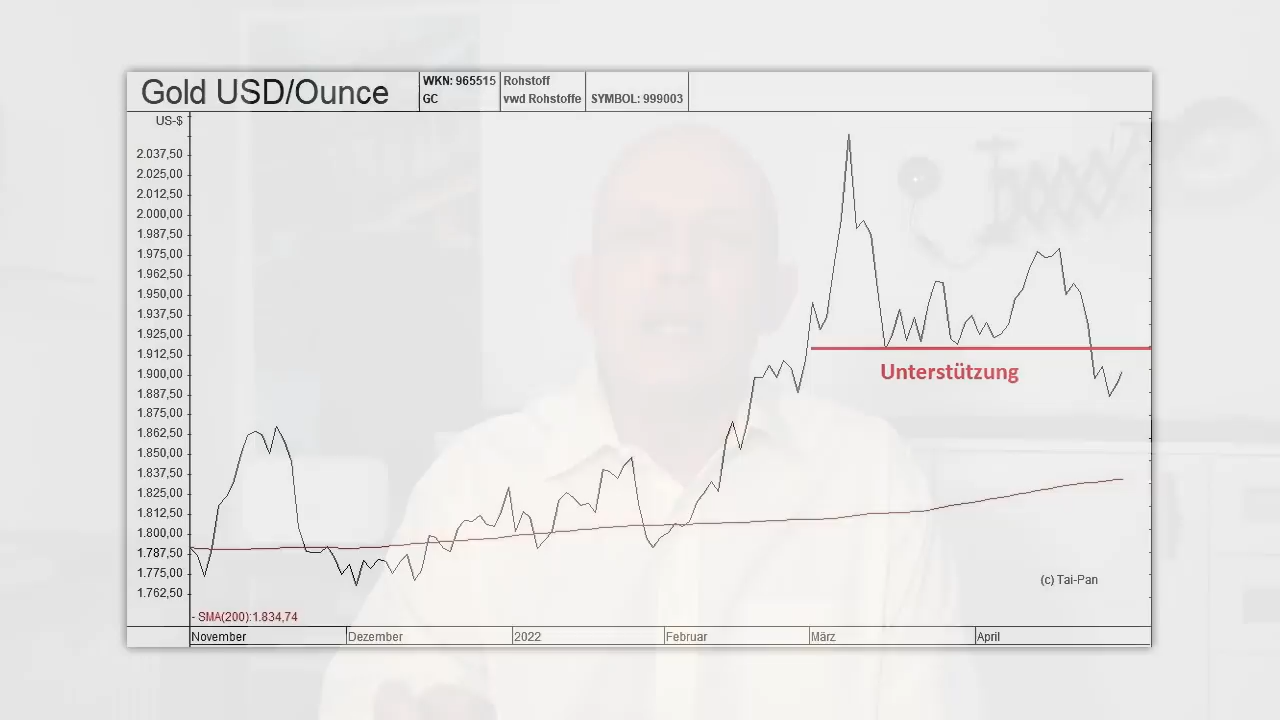 Gold USD/Ounce
WKN: 965515
GC
Rohstoff
vwd Rohstoffe
SYMBOL: 999003
US-$
2.037,50
2.025,00
2.012,50
2.000,00
1.987,50
1.975,00
1.962,50
1.950,00
1.937,50
1.925,00
1.912,50
1.900,00
1.887,50
1.875,00
1.862,50
1.850,00
1.837,50
1.825,00
1.812,50
1.800,00
1.787,50
1.775,00
1.762,50
Unterstützung
(c) Tai-Pan
- SMA(200):1.834,74
November
Dezember
2022
Februar
März
April